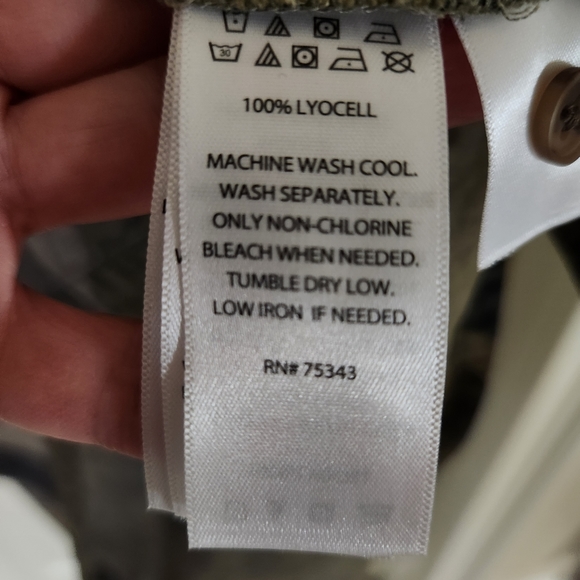 30
100% LYOCELL
MACHINE WASH COOL.
WASH SEPARATELY.
ONLY NON-CHLORINE
BLEACH WHEN NEEDED.
TUMBLE DRY LOW.
LOW IRON IF NEEDED.
RN# 75343